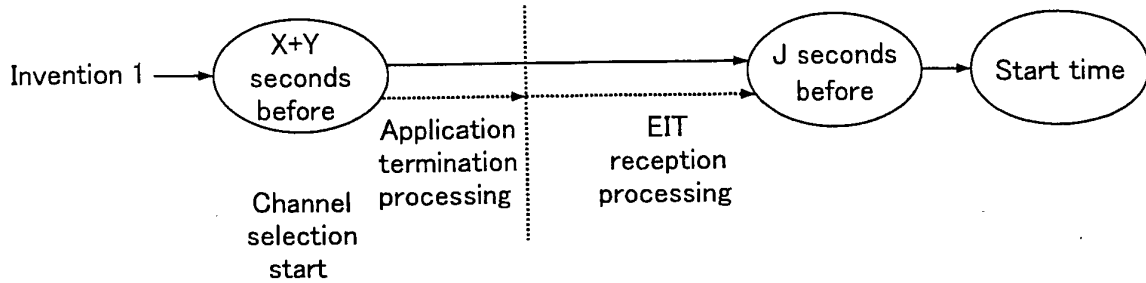 Invention 1
X+Y
seconds
before
J seconds
before
Start time
Application
termination
processing
EIT
reception
processing
Channel
selection
start